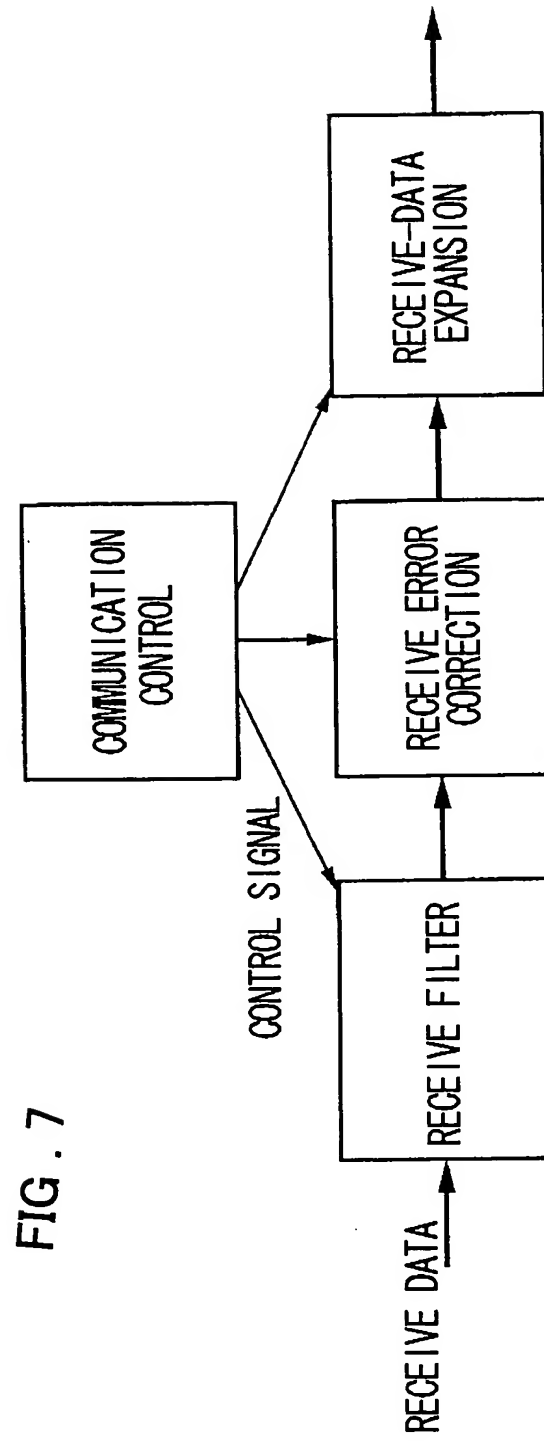 FIG. 7
COMMUNICATION
CONTROL
CONTROL SIGNAL
RECEIVE DATA
RECEIVE FILTER
RECEIVE ERROR
CORRECTION
RECEIVE-DATA
EXPANSION